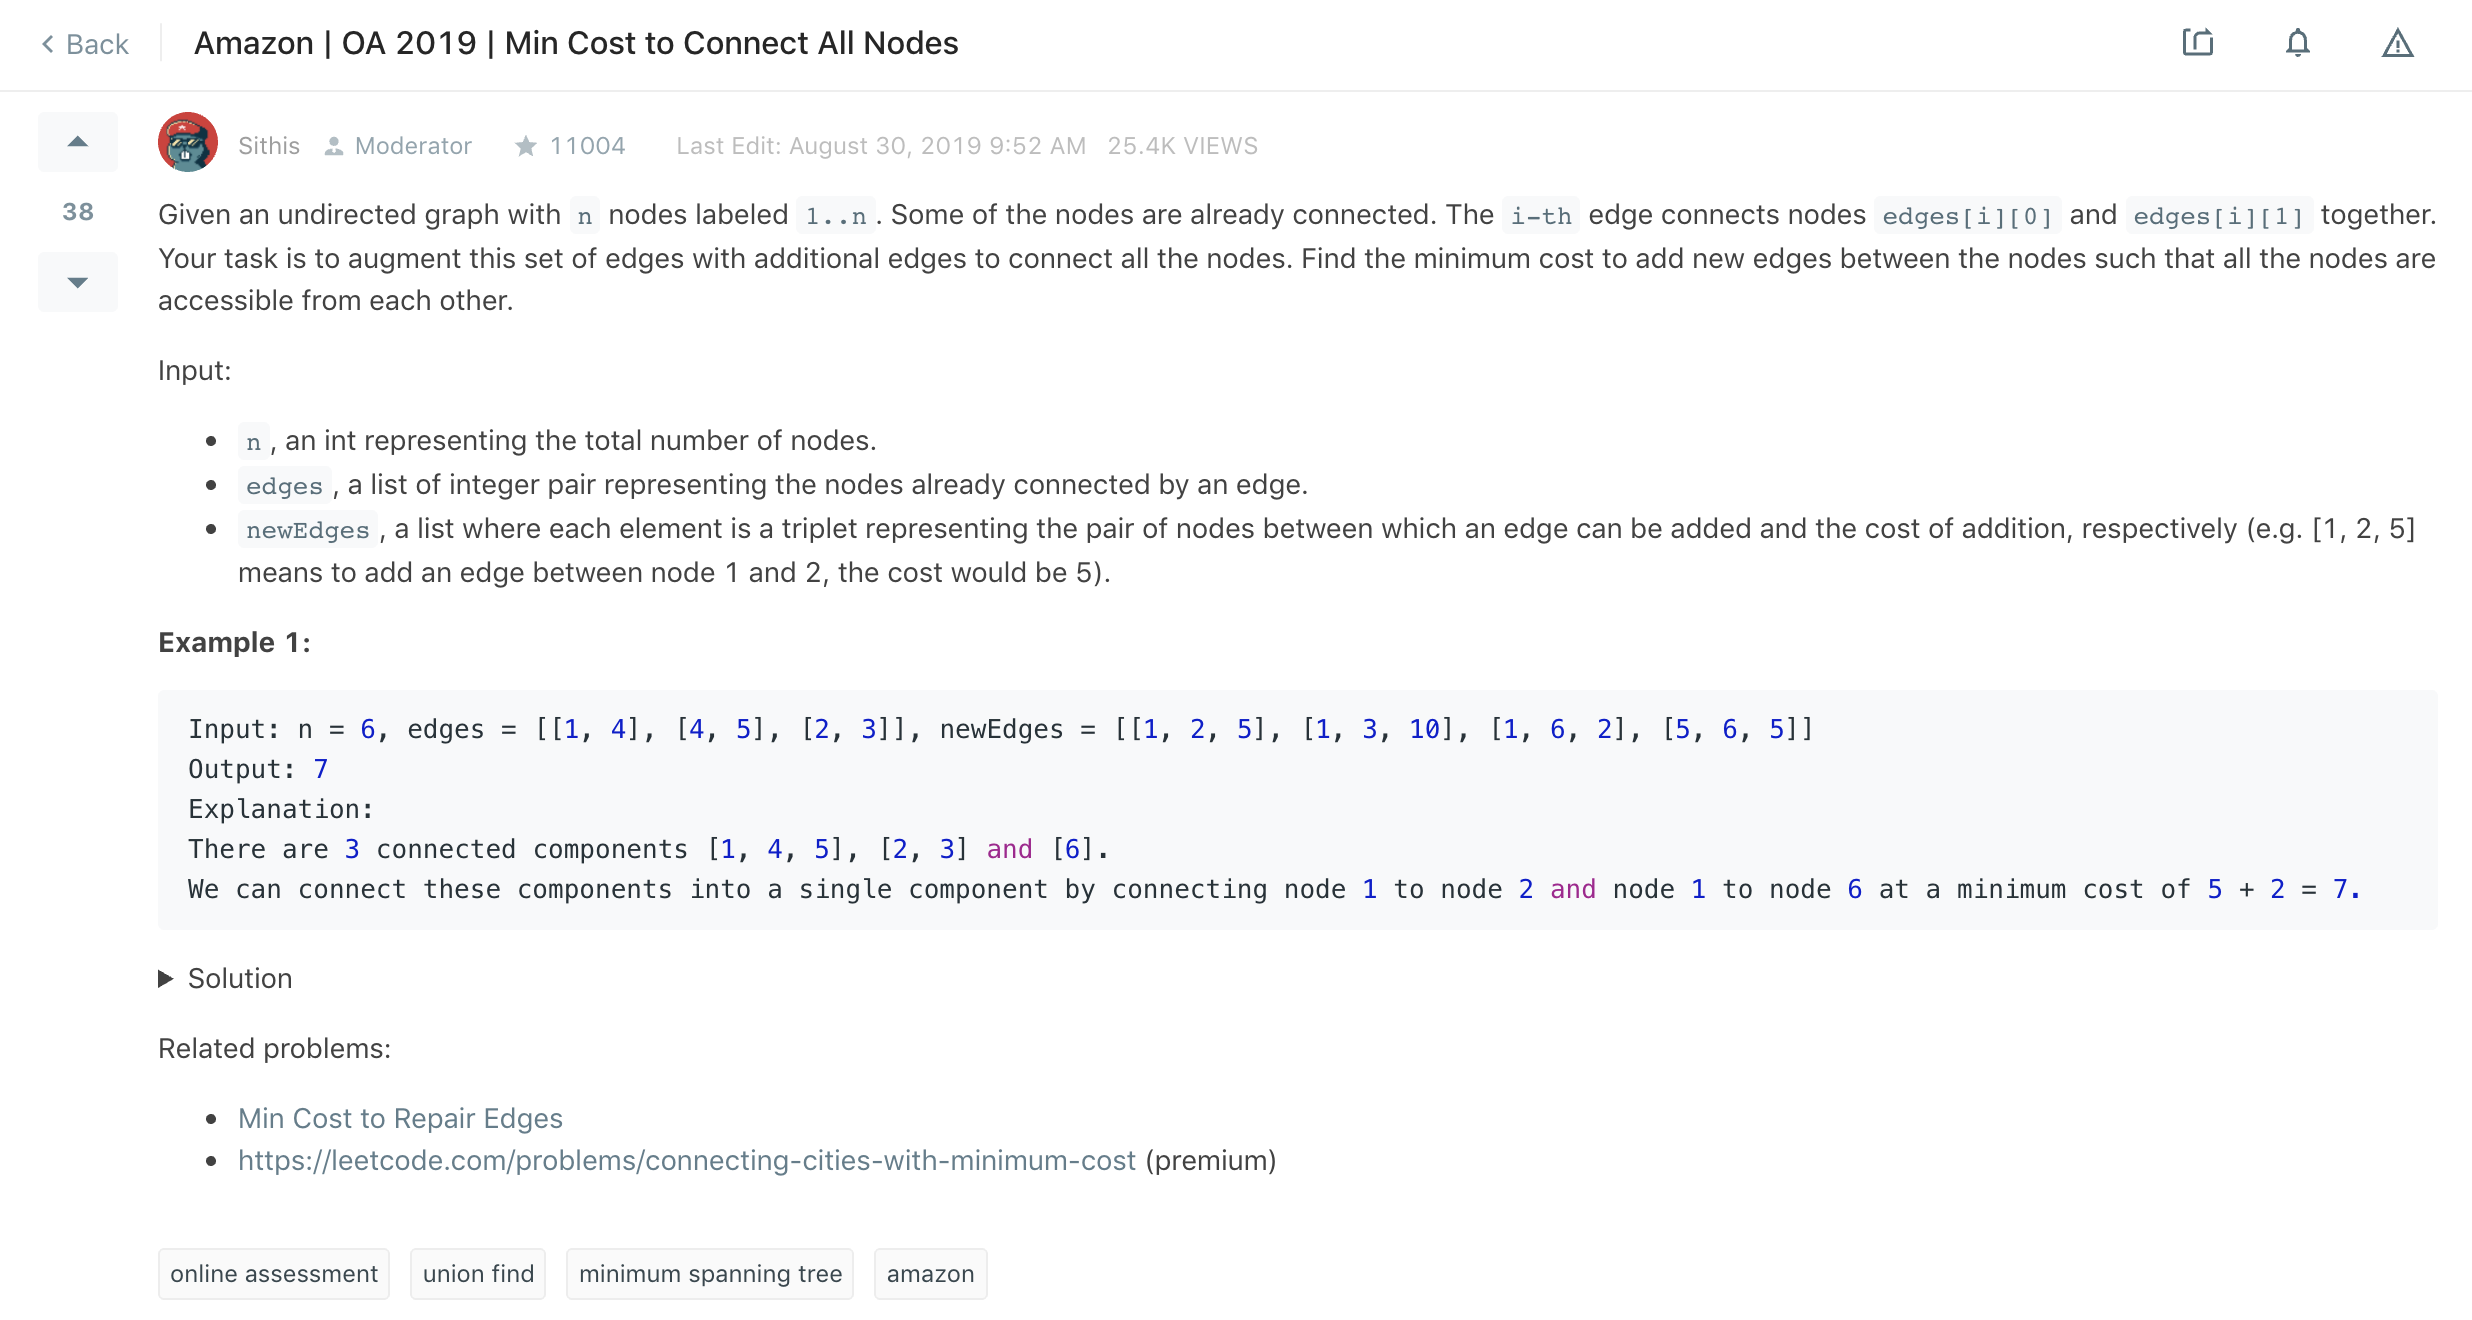 Back
Amazon | OA 2019 | Min Cost to Connect All Nodes
Sithis Moderator 11004 Last Edit: August 30, 2019 9:52 AM 25.4K VIEWS
38
Given an undirected graph with n nodes labeled 1..n. Some of the nodes are already connected. The i-th edge connects nodes edges[i][0] and edges[i][1] together.
Your task is to augment this set of edges with additional edges to connect all the nodes. Find the minimum cost to add new edges between the nodes such that all the nodes are
accessible from each other.
Input:
• n, an int representing the total number of nodes.
• edges, a list of integer pair representing the nodes already connected by an edge.
• newEdges, a list where each element is a triplet representing the pair of nodes between which an edge can be added and the cost of addition, respectively (e.g. [1, 2, 5]
means to add an edge between node 1 and 2, the cost would be 5).
Example 1:
Input: n = 6, edges = [[1, 4], [4, 5], [2, 3]], newEdges = [[1, 2, 5], [1, 3, 10], [1, 6, 2], [5, 6, 5]]
Output: 7
Explanation:
There are 3 connected components [1, 4, 5], [2, 3] and [6].
We can connect these components into a single component by connecting node 1 to node 2 and node 1 to node 6 at a minimum cost of 5 + 2 = 7.
Solution
Related problems:
• Min Cost to Repair Edges
• https://leetcode.com/problems/connecting-cities-with-minimum-cost (premium)
online assessment
union find
minimum spanning tree
amazon